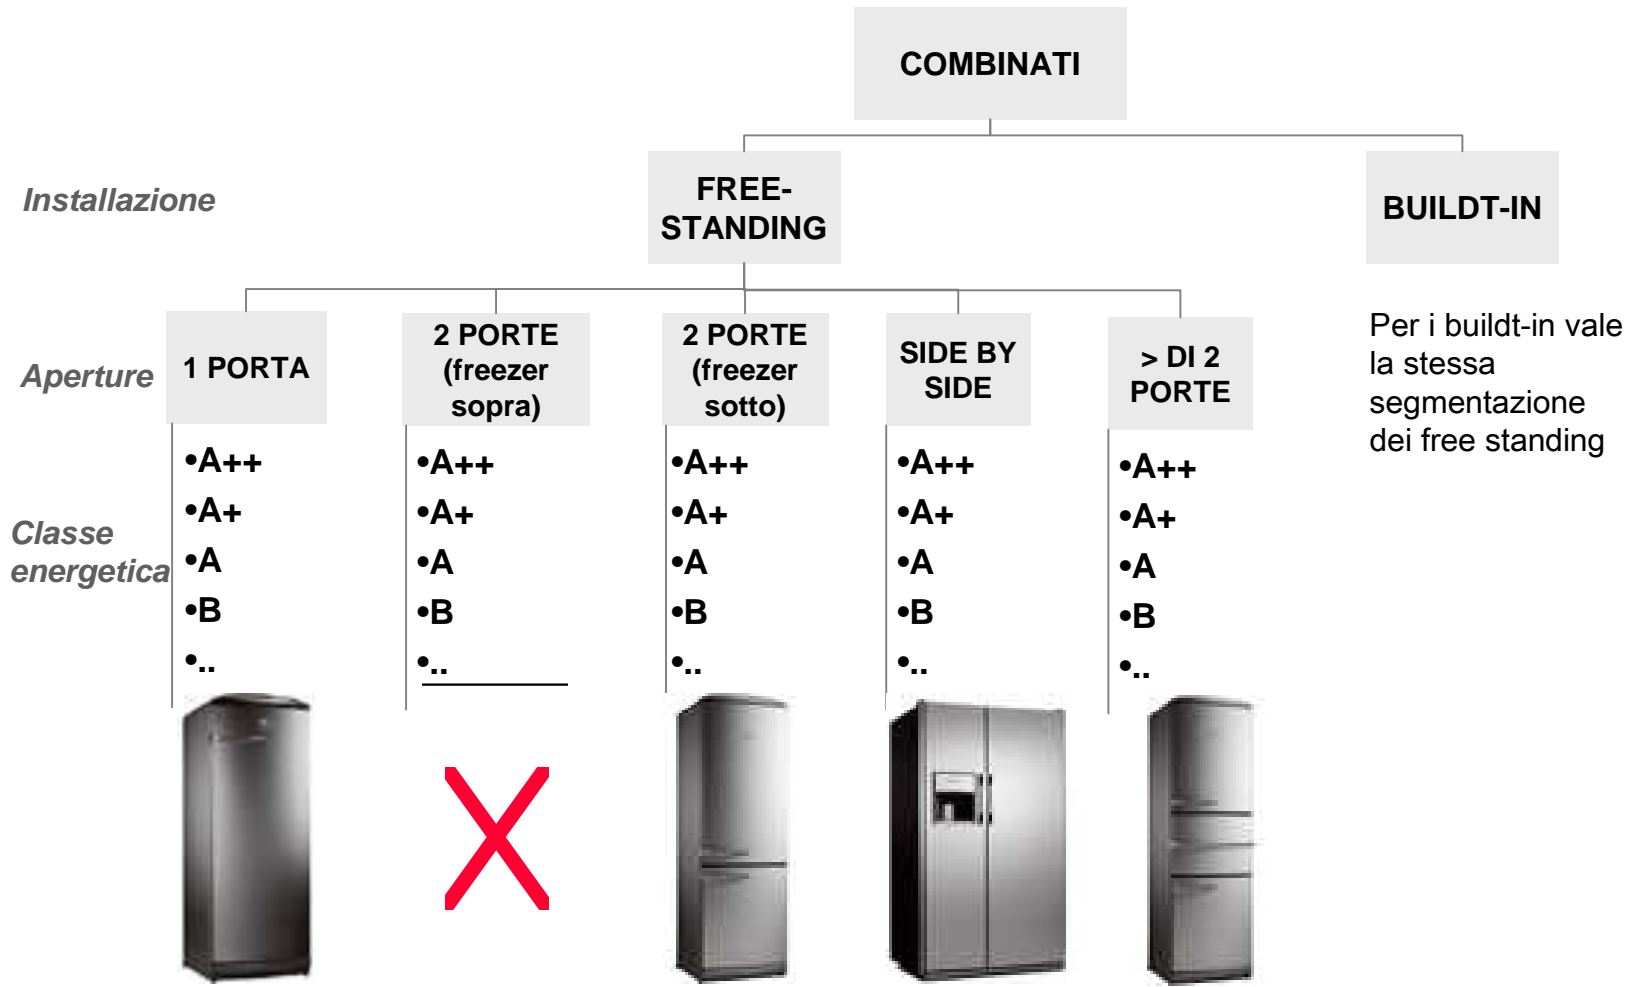 COMBINATI
Installazione
FREE-
STANDING
BUILDT-IN
Aperture
1 PORTA
2 PORTE
(freezer
sopra)
2 PORTE
(freezer
sotto)
SIDE BY
SIDE
> DI 2
PORTE
Per i buildt-in vale
la stessa
segmentazione
dei free standing
Classe
energetica
•A++
•A+
•A
•B
•..
•A++
•A+
•A
•B
•..
•A++
•A+
•A
•B
•..
•A++
•A+
•A
•B
•..
•A++
•A+
•A
•B
•..